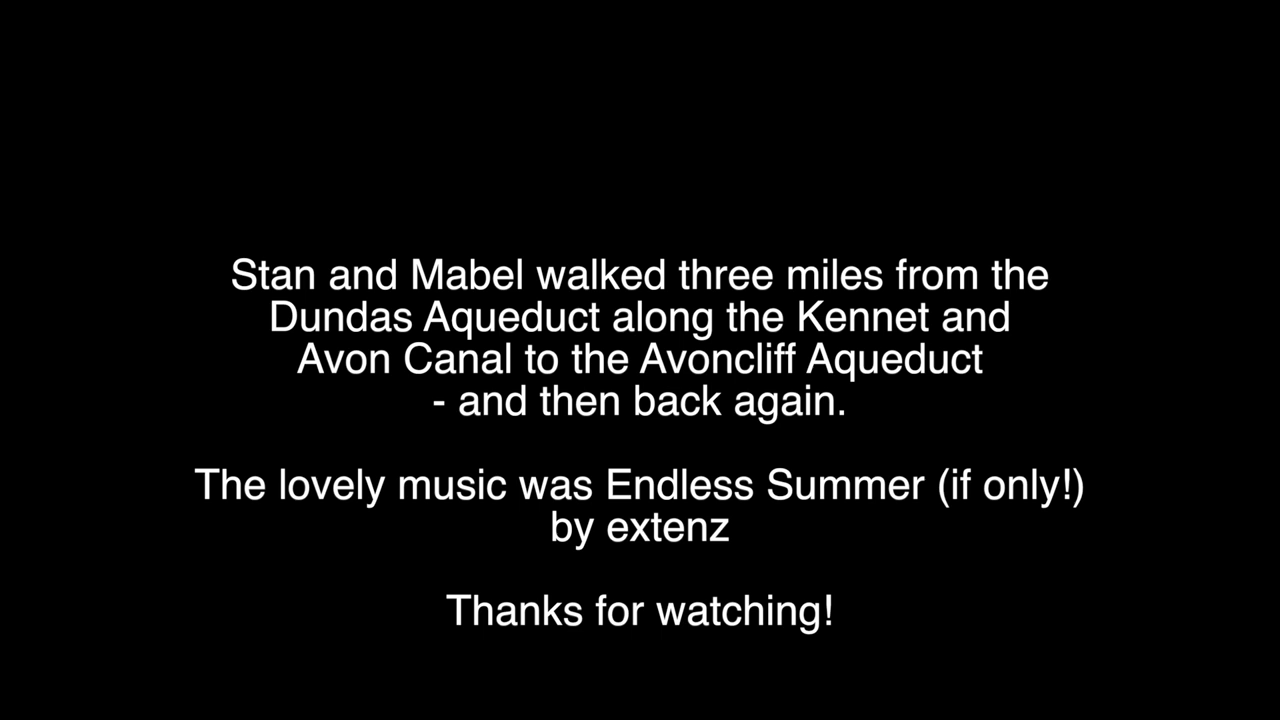 Stan and Mabel walked three miles from the
Dundas Aqueduct along the Kennet and
Avon Canal to the Avoncliff Aqueduct
- and then back again.
The lovely music was Endless Summer (if only!)
by extenz
Thanks for watching!